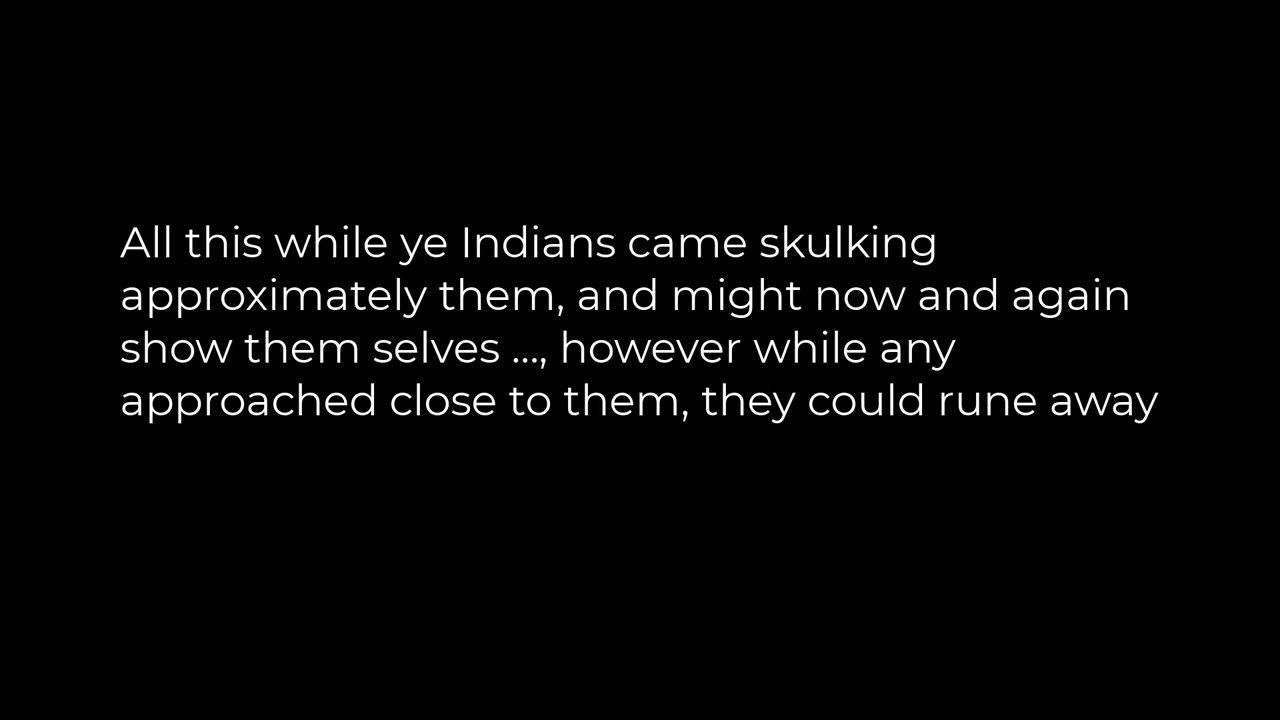 All this while ye Indians came skulking
approximately them, and might now and again
show them selves ..., however while any
approached close to them, they could rune away